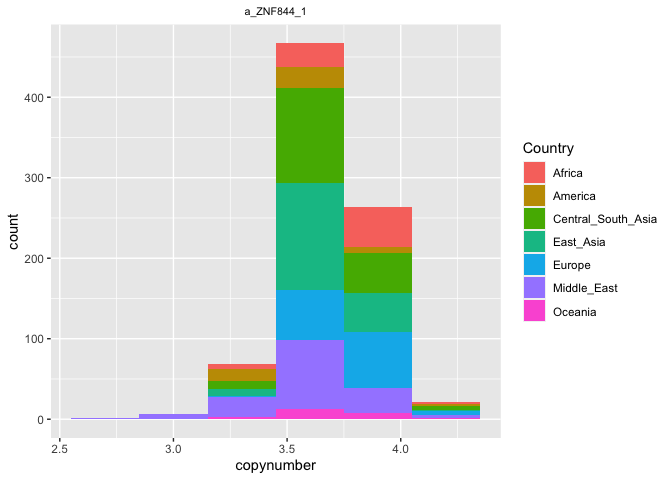 a_ZNF844_1
count
400
300
200
100
0
2.5
3.0
3.5
4.0
copynumber
Country
Africa
America
Central_South_Asia
East_Asia
Europe
Middle_East
Oceania